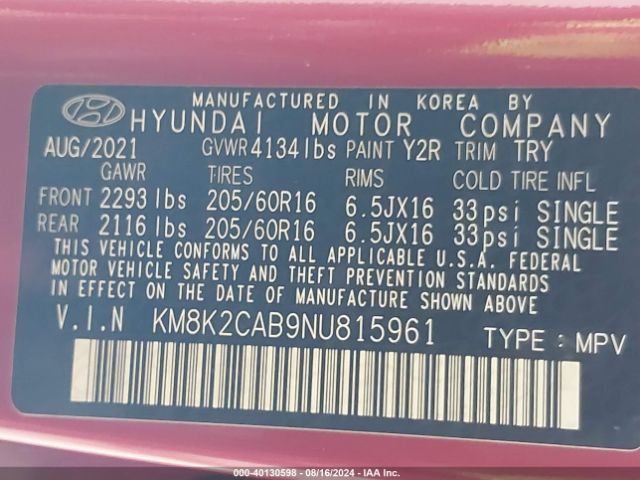 MANUFACTURED IN KOREA BY
HYUNDAI MOTOR COMPANY
AUG/2021 GVWR 4134 lbs PAINT Y2R TRIM TRY
GAWR TIRES RIMS COLD TIRE INFL
FRONT 2293 lbs 205/60R16 6.5JX16 33psi SINGLE
REAR 2116 lbs 205/60R16 6.5JX16 33psi SINGLE
THIS VEHICLE CONFORMS TO ALL APPLICABLE U.S.A. FEDERAL
MOTOR VEHICLE SAFETY AND THEFT PREVENTION STANDARDS
IN EFFECT ON THE DATE OF MANUFACTURE SHOWN ABOVE
V.I.N KM8K2CAB9NU815961 TYPE : MPV
000-40130598 - 08/16/2024 - IAA Inc.